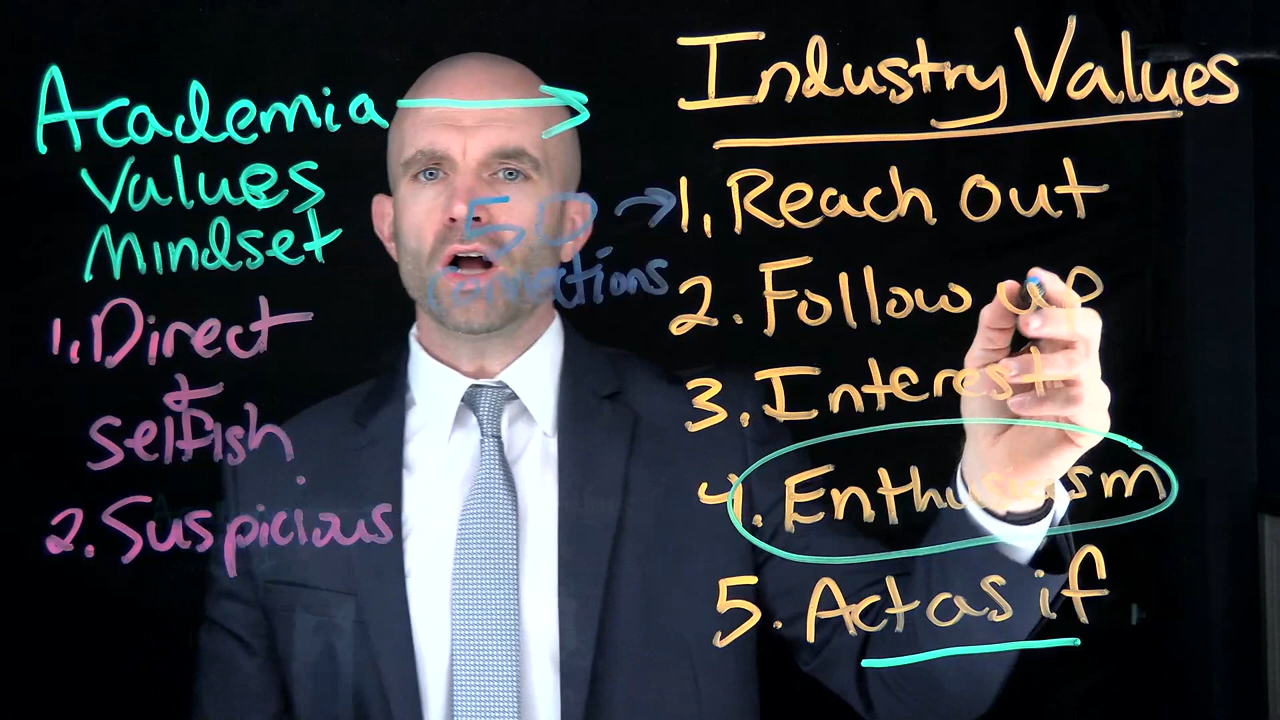 Academia →
Values
Mindset
1. Direct
+
selfish
2. Suspicious
50 →
connections
Industry Values
1. Reach Out
2. Follow up
3. Interest
4. Enthusiasm
5. Act as if